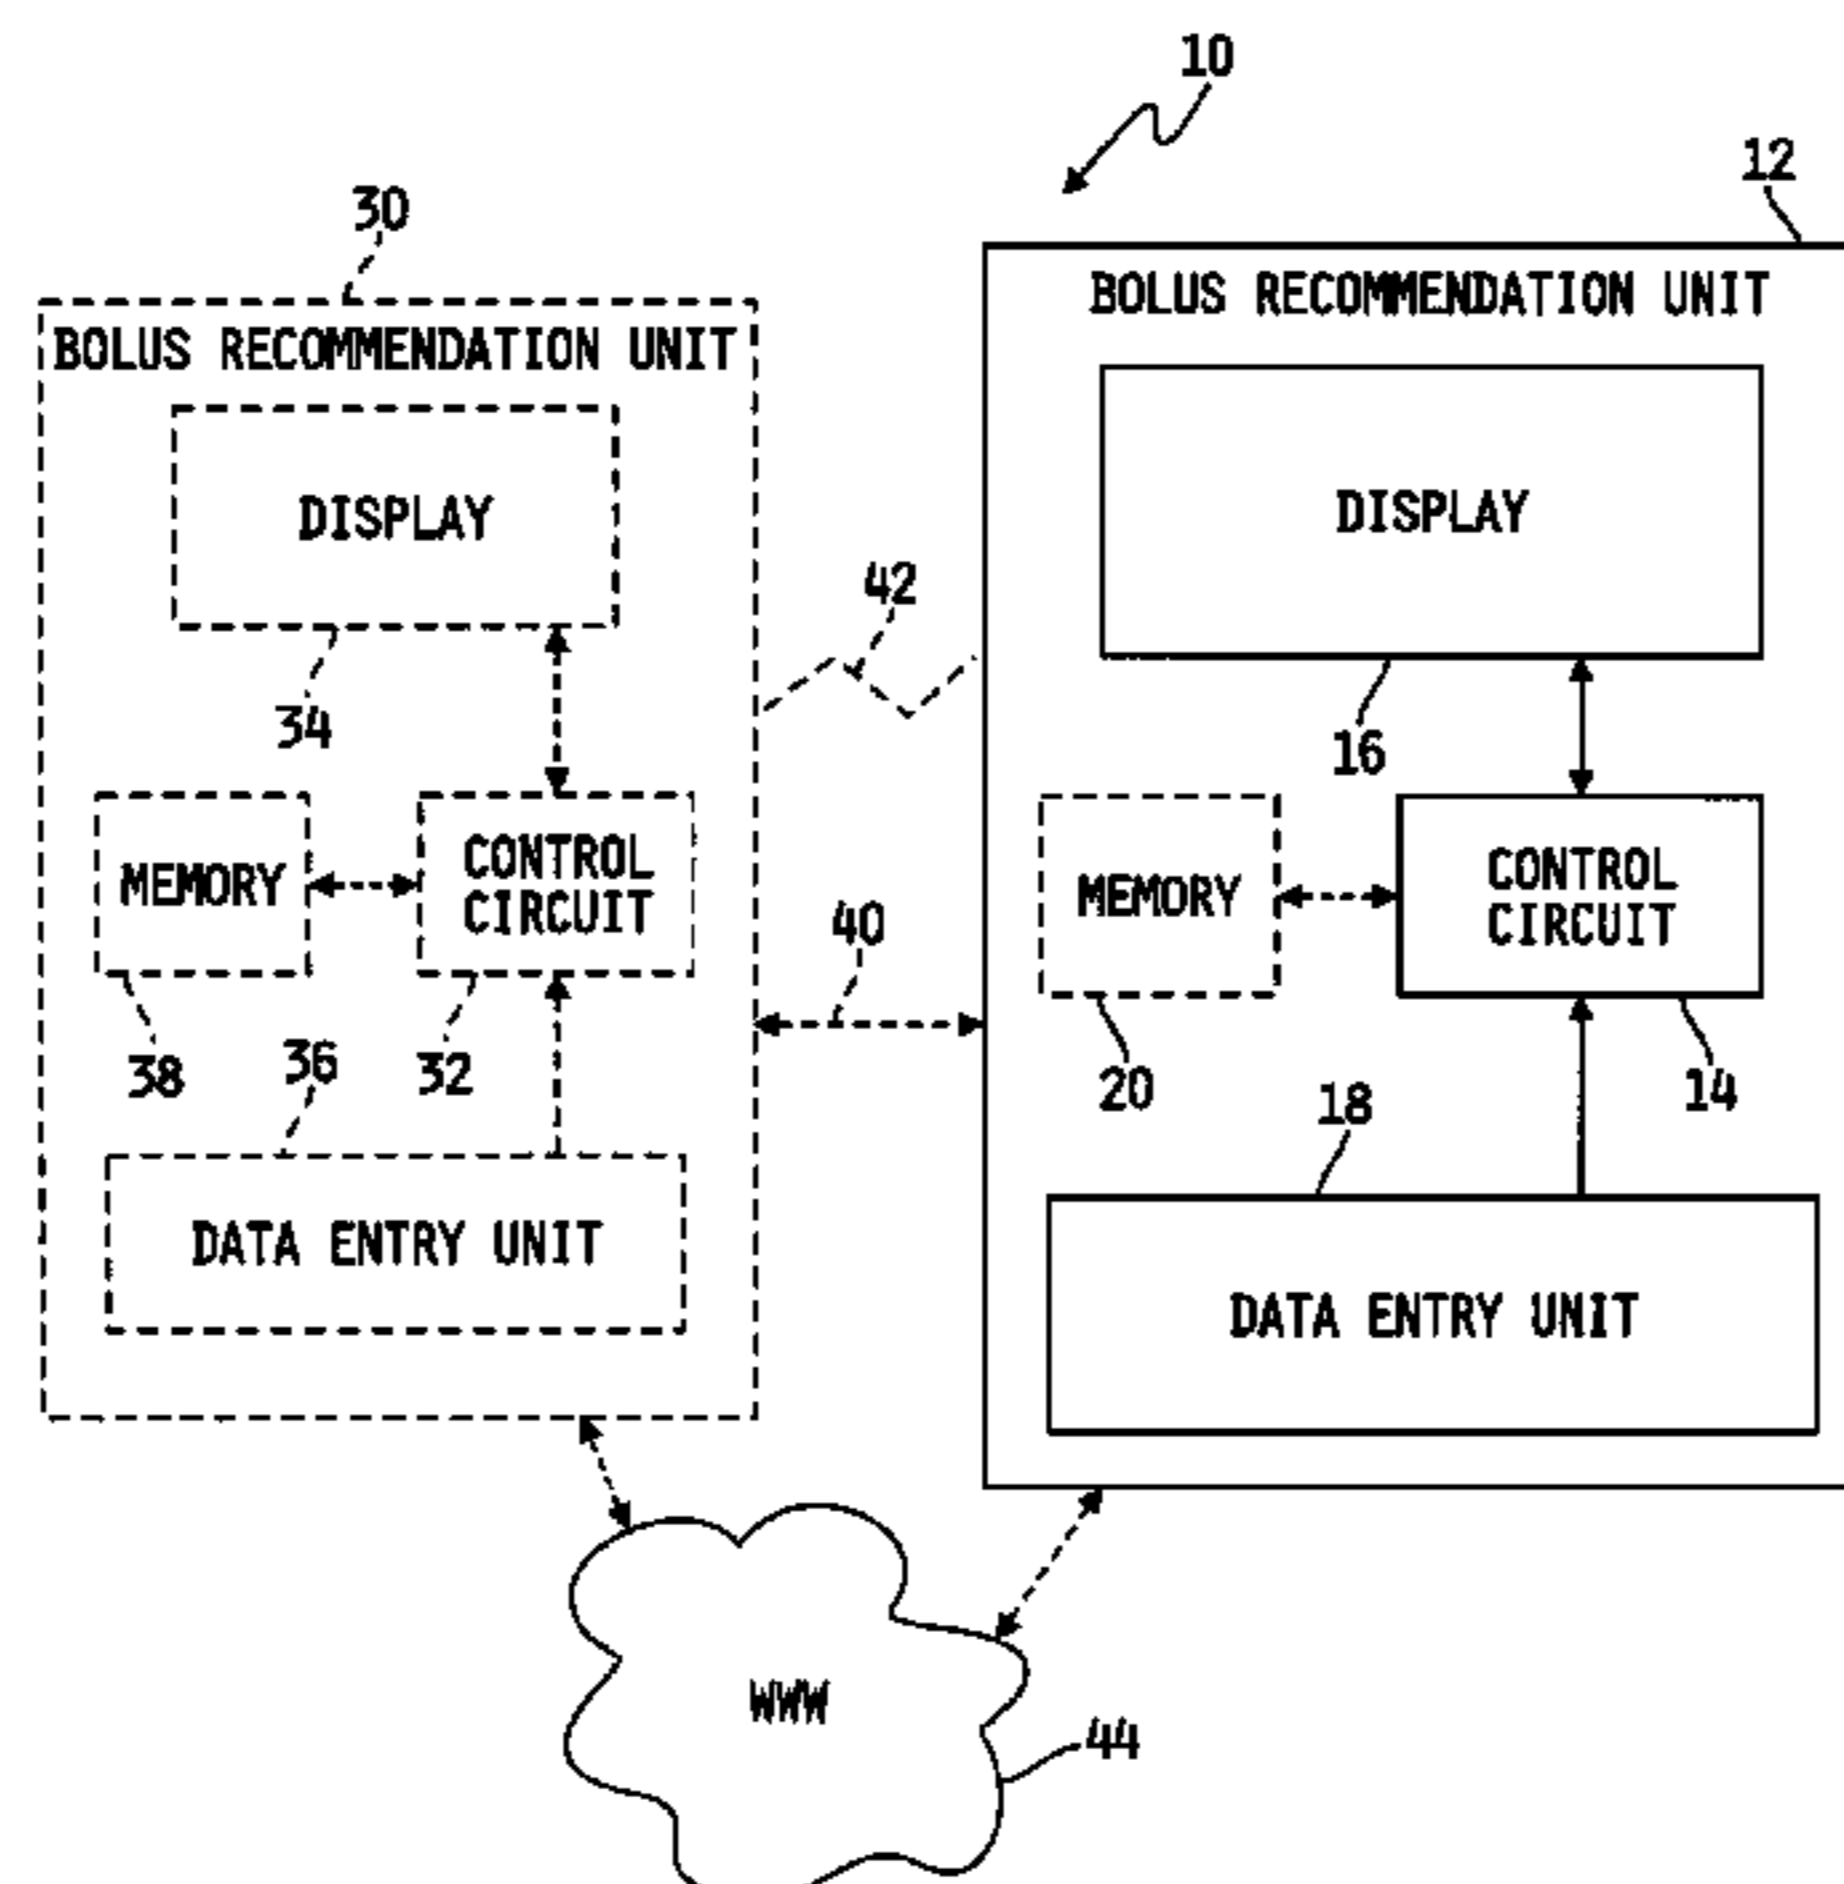 10
12
30
BOLUS RECOMMENDATION UNIT
BOLUS RECOMMENDATION UNIT
DISPLAY
DISPLAY
42
34
16
MEMORY
CONTROL
CIRCUIT
40
MEMORY
CONTROL
CIRCUIT
38
36
32
20
18
14
DATA ENTRY UNIT
DATA ENTRY UNIT
WWW
44